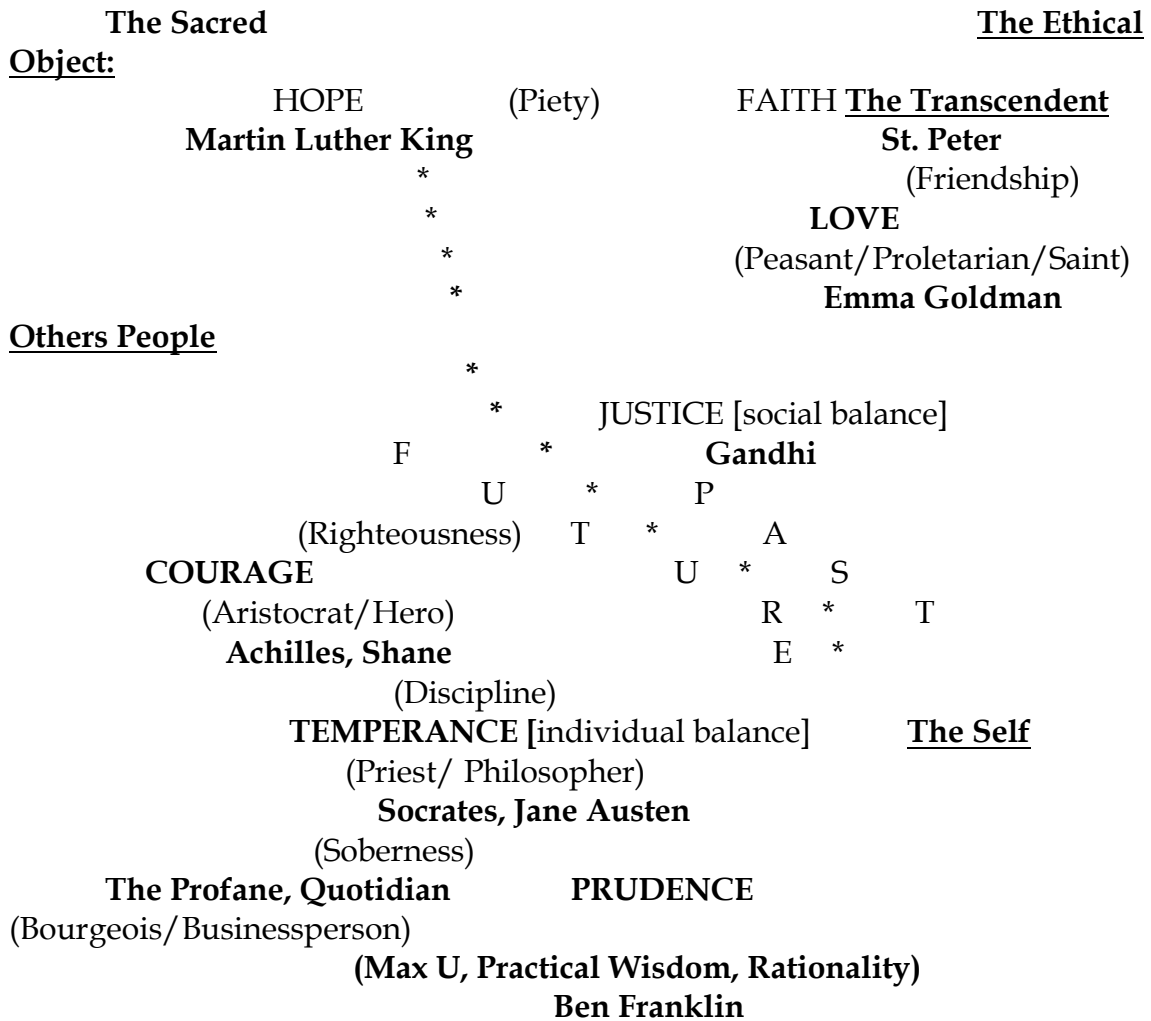 The Sacred The Ethical
Object:
HOPE (Piety) FAITH The Transcendent
Martin Luther King St. Peter
* (Friendship)
* LOVE
* (Peasant/Proletarian/Saint)
* Emma Goldman
Others People
*
* JUSTICE [social balance]
F * Gandhi
U * P
(Righteousness) T * A
COURAGE U * S
(Aristocrat/Hero) R * T
Achilles, Shane E *
(Discipline)
TEMPERANCE [individual balance] The Self
(Priest/ Philosopher)
Socrates, Jane Austen
(Soberness)
The Profane, Quotidian PRUDENCE
(Bourgeois/Businessperson)
(Max U, Practical Wisdom, Rationality)
Ben Franklin